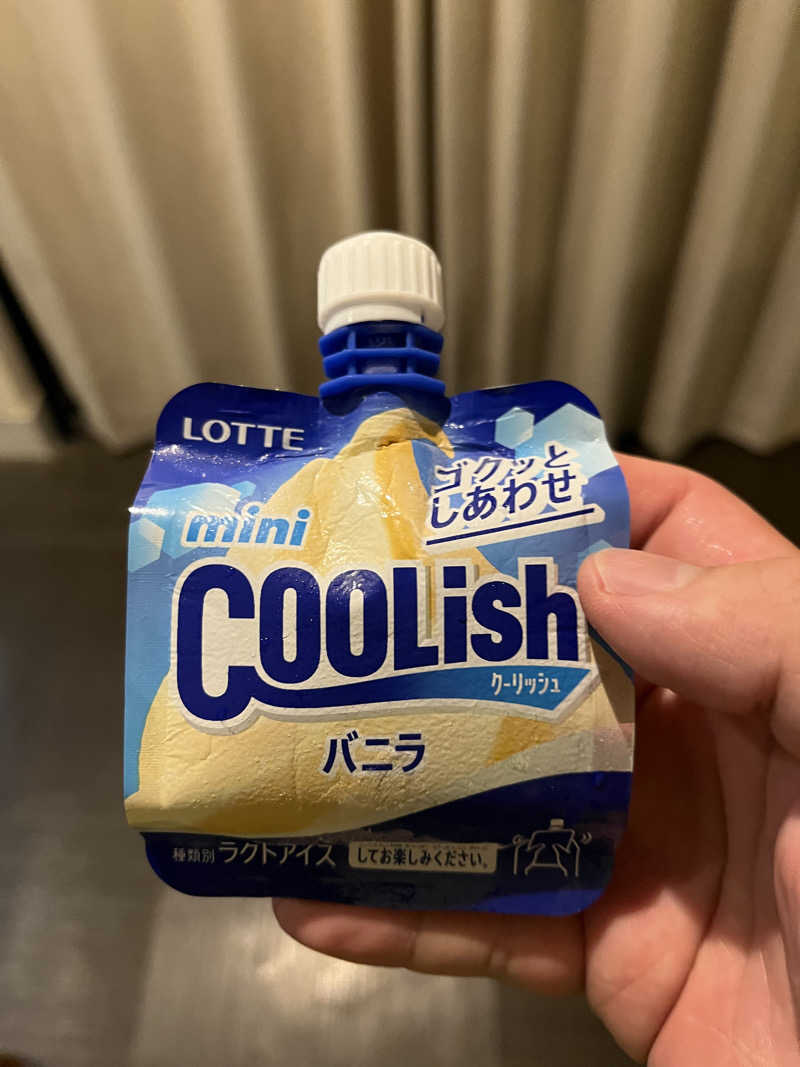 LOTTE
ゴクッと
しあわせ
mini
COOLish
クーリッシュ
バニラ
種類別 ラクトアイス
してお楽しみください。